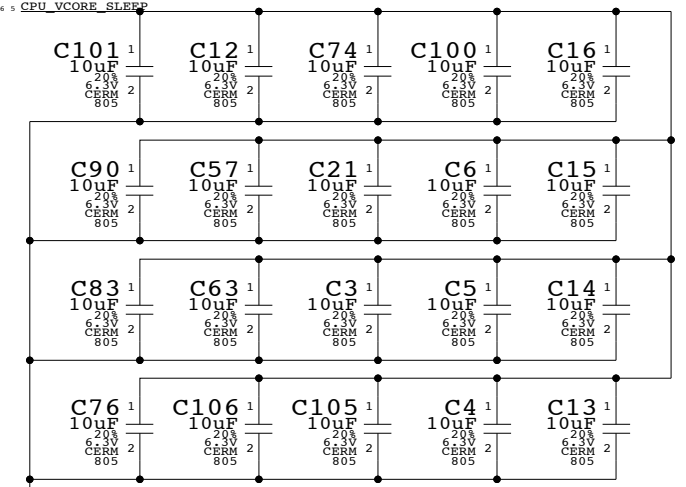 6 5 CPU_VCORE_SLEEP
C101 1 C12 1 C74 1 C100 1 C16 1
10uF 10uF 10uF 10uF 10uF
20% 20% 20% 20% 20%
6.3V 2 6.3V 2 6.3V 2 6.3V 2 6.3V 2
CERM CERM CERM CERM CERM
805 805 805 805 805
C90 1 C57 1 C21 1 C6 1 C15 1
10uF 10uF 10uF 10uF 10uF
20% 20% 20% 20% 20%
6.3V 2 6.3V 2 6.3V 2 6.3V 2 6.3V 2
CERM CERM CERM CERM CERM
805 805 805 805 805
C83 1 C63 1 C3 1 C5 1 C14 1
10uF 10uF 10uF 10uF 10uF
20% 20% 20% 20% 20%
6.3V 2 6.3V 2 6.3V 2 6.3V 2 6.3V 2
CERM CERM CERM CERM CERM
805 805 805 805 805
C76 1 C106 1 C105 1 C4 1 C13 1
10uF 10uF 10uF 10uF 10uF
20% 20% 20% 20% 20%
6.3V 2 6.3V 2 6.3V 2 6.3V 2 6.3V 2
CERM CERM CERM CERM CERM
805 805 805 805 805